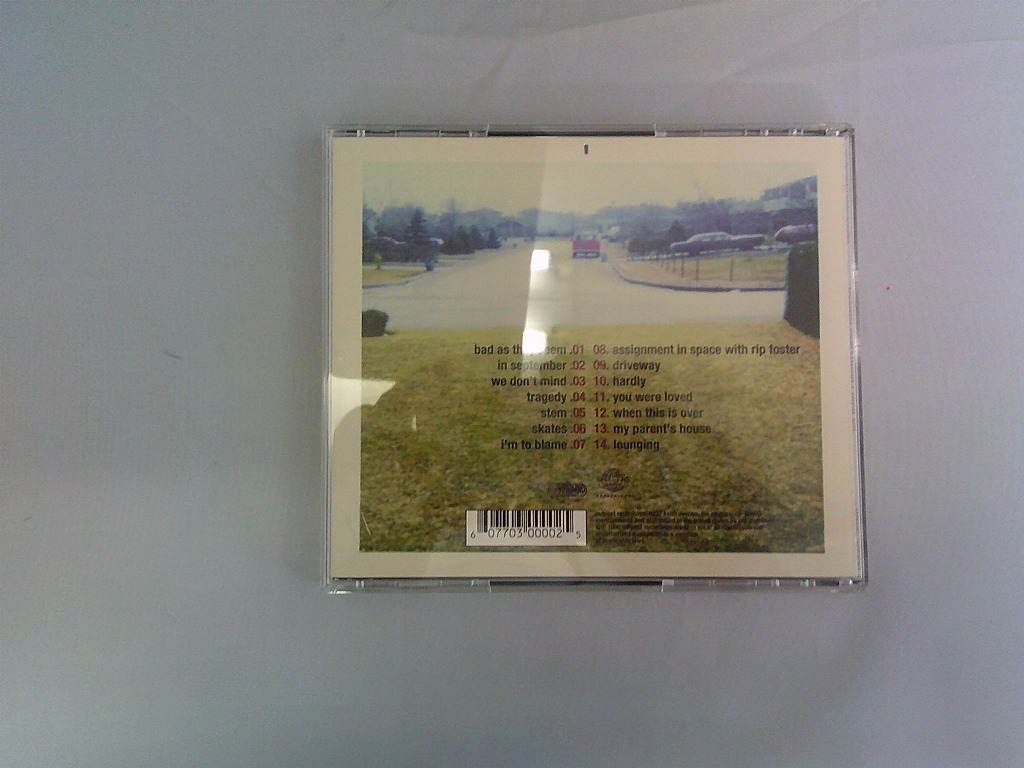 bad as they seem .01 08. assignment in space with rip foster
in september .02 09. driveway
we don't mind .03 10. hardly
tragedy .04 11. you were loved
stem .05 12. when this is over
skates .06 13. my parent's house
i'm to blame .07 14. lounging
6 07703 00002 5